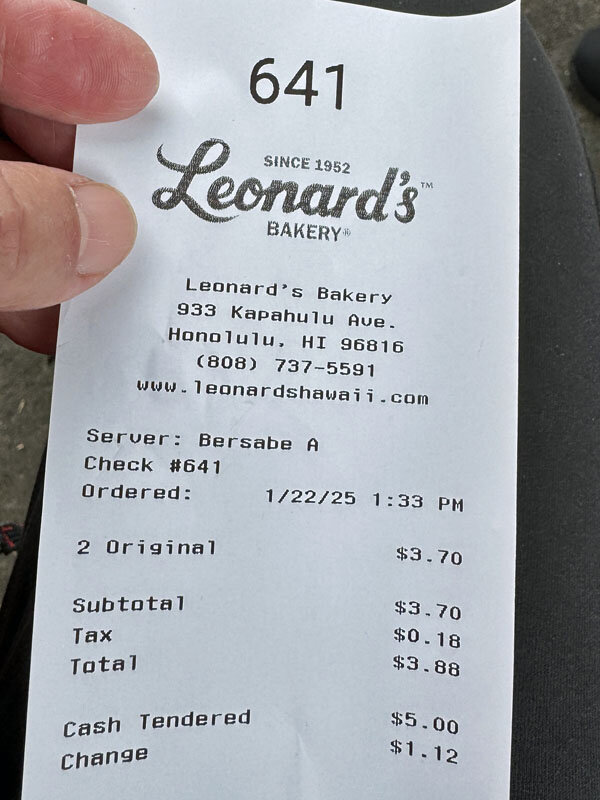 641
SINCE 1952
Leonard's™
BAKERY®
Leonard's Bakery
933 Kapahulu Ave.
Honolulu, HI 96816
(808) 737-5591
www.leonardshawaii.com
Server: Bersabe A
Check #641
Ordered: 1/22/25 1:33 PM
2 Original $3.70
Subtotal $3.70
Tax $0.18
Total $3.88
Cash Tendered $5.00
Change $1.12